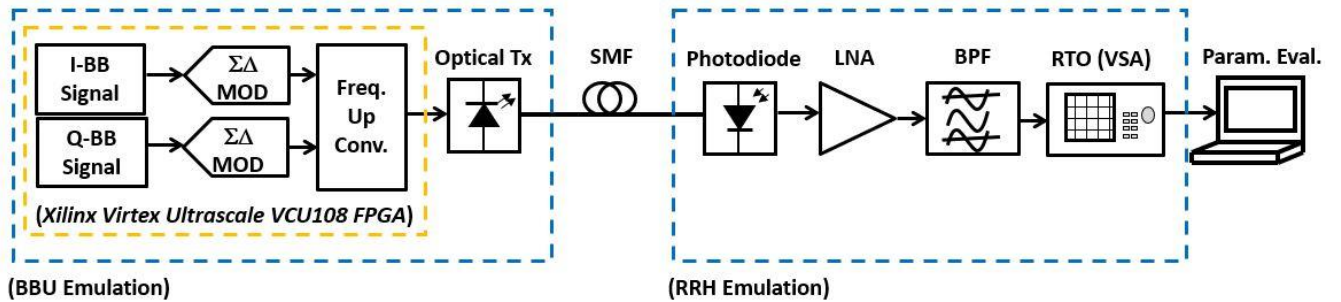 I-BB
Signal
ΣΔ
MOD
Q-BB
Signal
ΣΔ
MOD
Freq.
Up
Conv.
(Xilinx Virtex Ultrascale VCU108 FPGA)
Optical Tx
(BBU Emulation)
SMF
Photodiode
LNA
BPF
RTO (VSA)
(RRH Emulation)
Param. Eval.